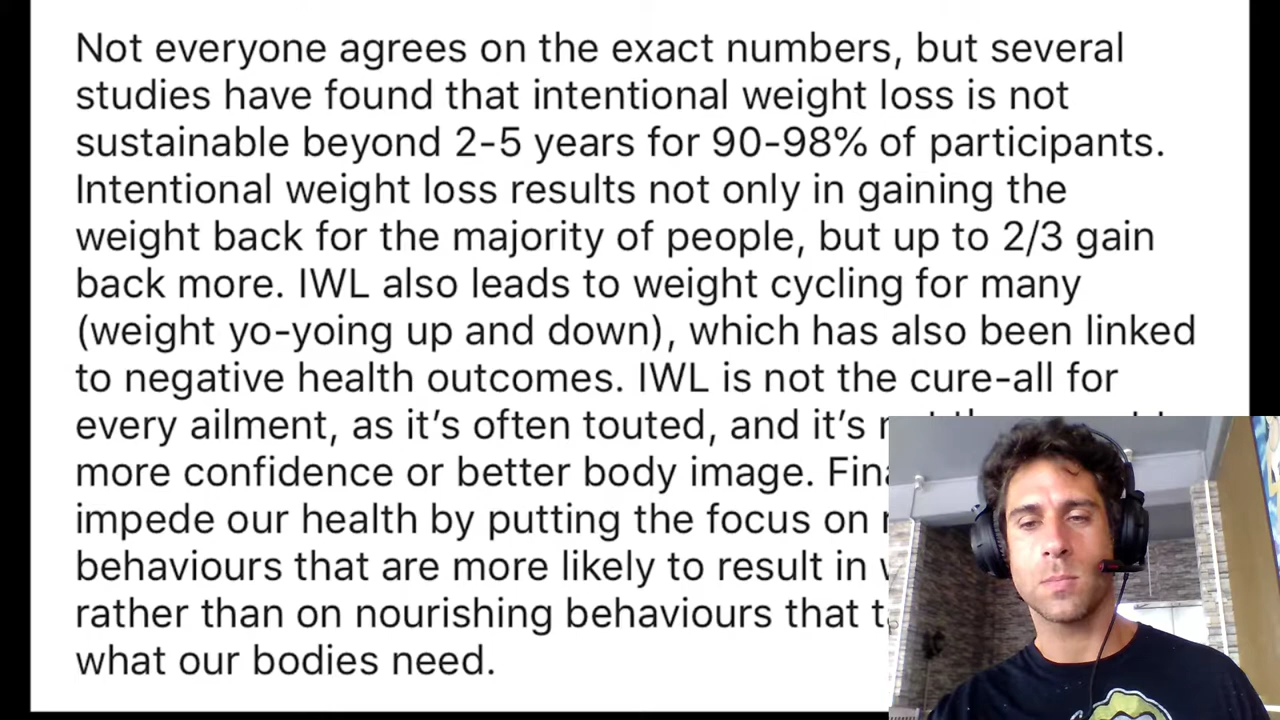 Not everyone agrees on the exact numbers, but several
studies have found that intentional weight loss is not
sustainable beyond 2-5 years for 90-98% of participants.
Intentional weight loss results not only in gaining the
weight back for the majority of people, but up to 2/3 gain
back more. IWL also leads to weight cycling for many
(weight yo-yoing up and down), which has also been linked
to negative health outcomes. IWL is not the cure-all for
every ailment, as it’s often touted, and it’s
more confidence or better body image.
impede our health by putting the focus on
behaviours that are more likely to result in
rather than on nourishing behaviours that
what our bodies need.